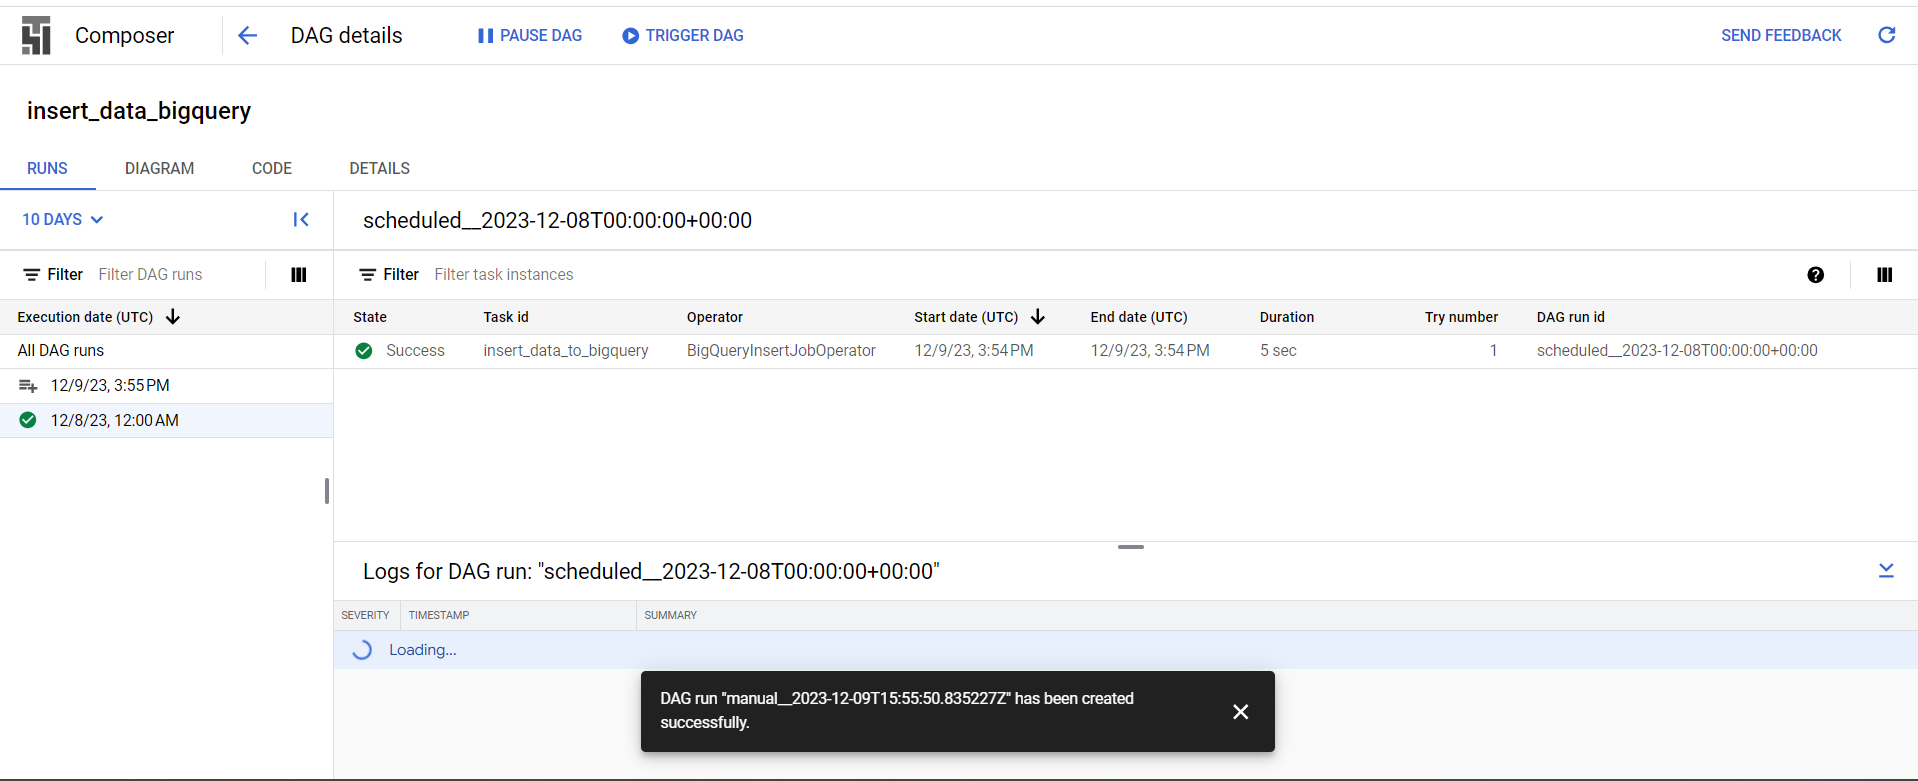 Composer DAG details PAUSE DAG TRIGGER DAG SEND FEEDBACK
insert_data_bigquery
RUNS DIAGRAM CODE DETAILS
10 DAYS
scheduled__2023-12-08T00:00:00+00:00
Filter Filter DAG runs
Filter Filter task instances
Execution date (UTC)
All DAG runs
12/9/23, 3:55 PM
12/8/23, 12:00 AM
State Task id Operator Start date (UTC) End date (UTC) Duration Try number DAG run id
Success insert_data_to_bigquery BigQueryInsertJobOperator 12/9/23, 3:54 PM 12/9/23, 3:54 PM 5 sec 1 scheduled__2023-12-08T00:00:00+00:00
Logs for DAG run: "scheduled__2023-12-08T00:00:00+00:00"
SEVERITY TIMESTAMP SUMMARY
Loading...
DAG run "manual__2023-12-09T15:55:50.835227Z" has been created
successfully.